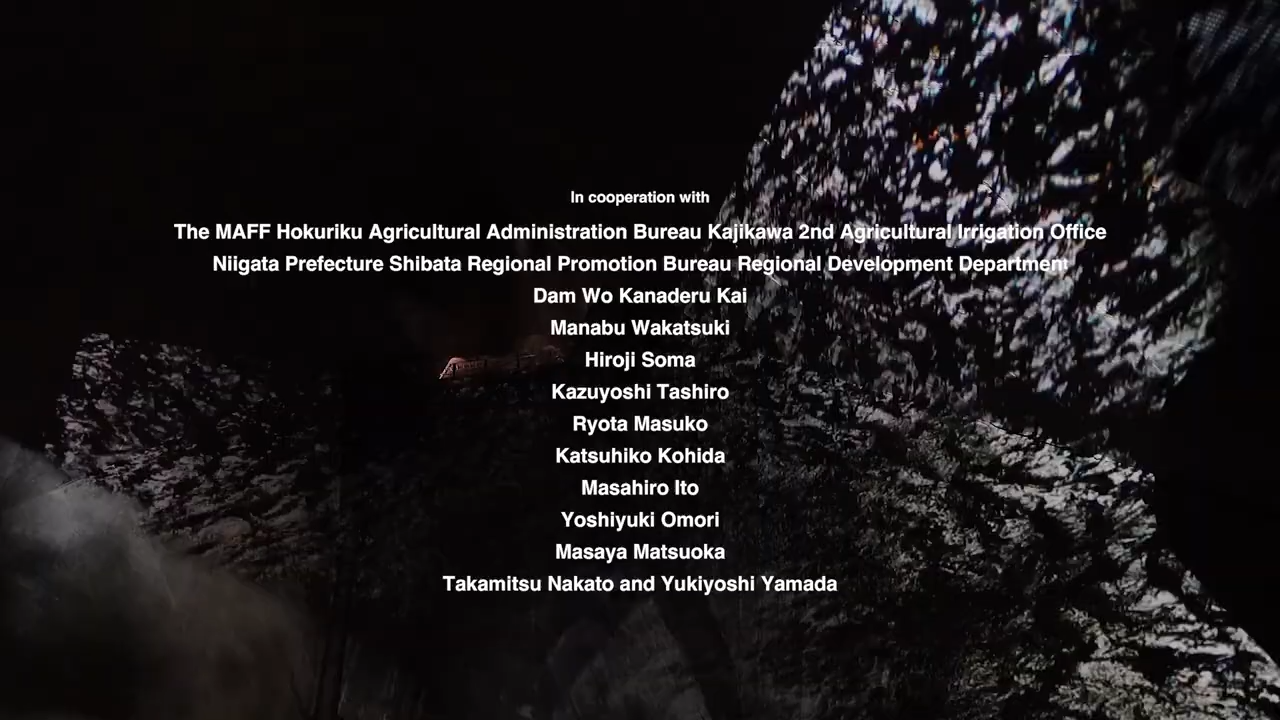 In cooperation with
The MAFF Hokuriku Agricultural Administration Bureau Kajikawa 2nd Agricultural Irrigation Office
Niigata Prefecture Shibata Regional Promotion Bureau Regional Development Department
Dam Wo Kanaderu Kai
Manabu Wakatsuki
Hiroji Soma
Kazuyoshi Tashiro
Ryota Masuko
Katsuhiko Kohida
Masahiro Ito
Yoshiyuki Omori
Masaya Matsuoka
Takamitsu Nakato and Yukiyoshi Yamada